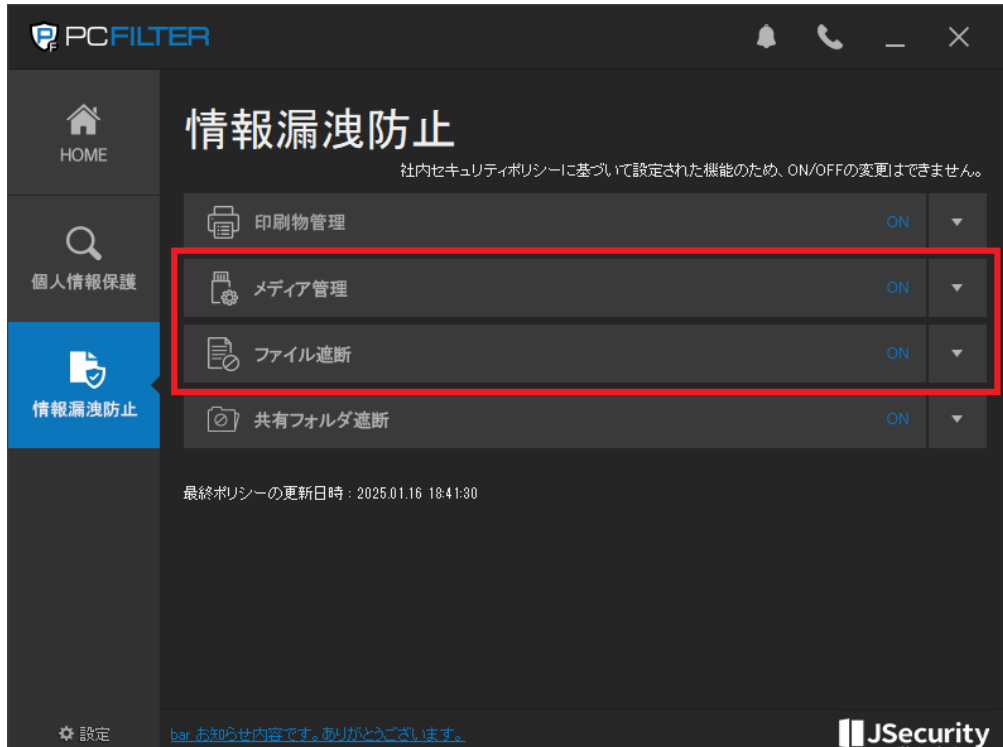 PCFILTER
HOME
個人情報保護
情報漏洩防止
設定
情報漏洩防止
社内セキュリティポリシーに基づいて設定された機能のため、ON/OFFの変更はできません。
印刷物管理 ON
メディア管理 ON
ファイル遮断 ON
共有フォルダ遮断 ON
最終ポリシーの更新日時 : 2025.01.16 18:41:30
bar お知らせ内容です。ありがとうございます。
JSecurity